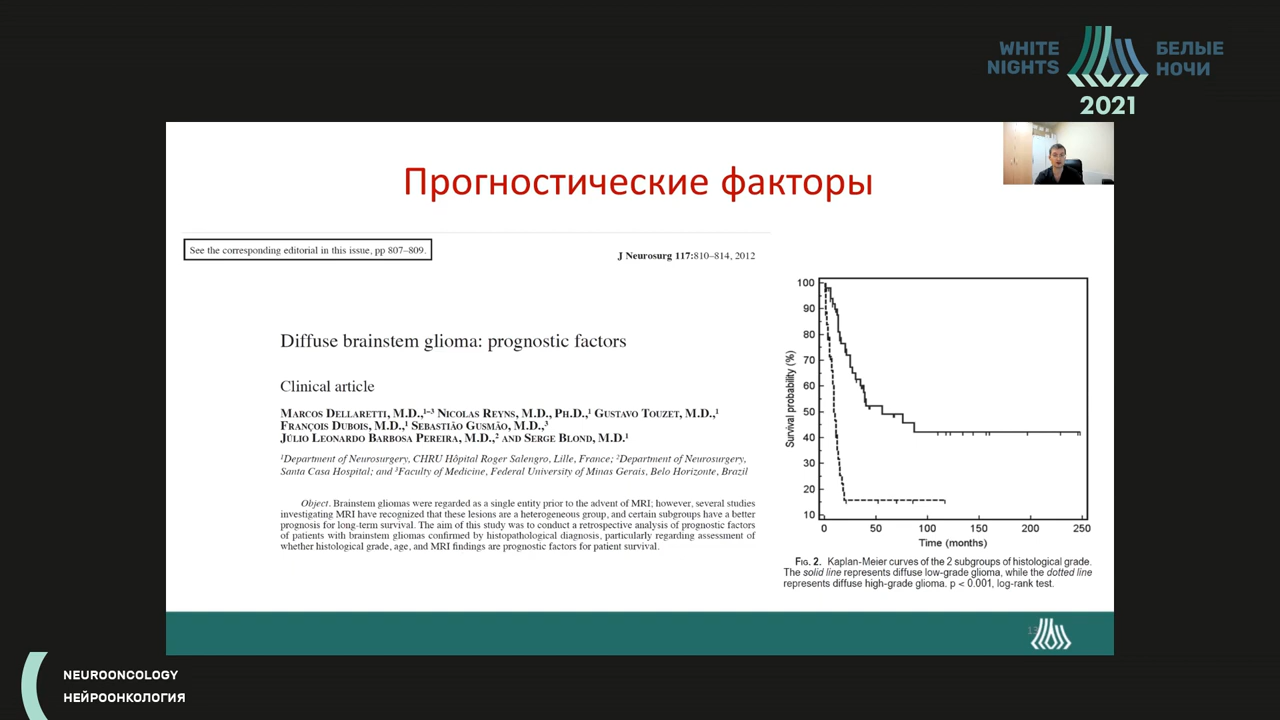 WHITE NIGHTS
БЕЛЫЕ НОЧИ
2021
Прогностические факторы
See the corresponding editorial in this issue, pp 807–809.
J Neurosurg 117:810–814, 2012
Diffuse brainstem glioma: prognostic factors
Clinical article
Marcos Dellaretti, M.D.,1–3 Nicolas Reyns, M.D., Ph.D.,1 Gustavo Touzet, M.D.,1
François Dubois, M.D.,1 Sebastião Gusmão, M.D.,3
Júlio Leonardo Barbosa Pereira, M.D.,2 and Serge Blond, M.D.1
1Department of Neurosurgery, CHRU Hôpital Roger Salengro, Lille, France; 2Department of Neurosurgery,
Santa Casa Hospital; and 3Faculty of Medicine, Federal University of Minas Gerais, Belo Horizonte, Brazil
Object. Brainstem gliomas were regarded as a single entity prior to the advent of MRI; however, several studies
investigating MRI have recognized that these lesions are a heterogeneous group, and certain subgroups have a better
prognosis for long-term survival. The aim of this study was to conduct a retrospective analysis of prognostic factors
of patients with brainstem gliomas confirmed by histopathological diagnosis, particularly regarding assessment of
whether histological grade, age, and MRI findings are prognostic factors for patient survival.
Survival probability (%)
100
90
80
70
60
50
40
30
20
10
0 50 100 150 200 250
Time (months)
Fig. 2. Kaplan-Meier curves of the 2 subgroups of histological grade.
The solid line represents diffuse low-grade glioma, while the dotted line
represents diffuse high-grade glioma. p < 0.001, log-rank test.
NEUROONCOLOGY
НЕЙРООНКОЛОГИЯ